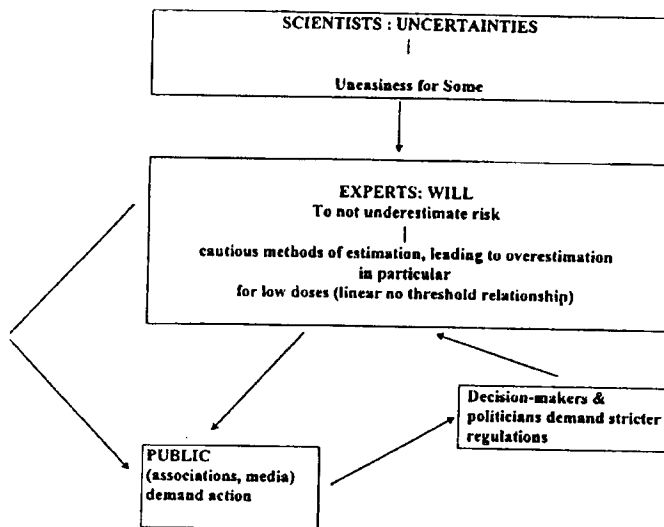 SCIENTISTS : UNCERTAINTIES
Uneasiness for Some
EXPERTS: WILL
To not underestimate risk
cautious methods of estimation, leading to overestimation
in particular
for low doses (linear no threshold relationship)
Decision-makers &
politicians demand stricter
regulations
PUBLIC
(associations, media)
demand action